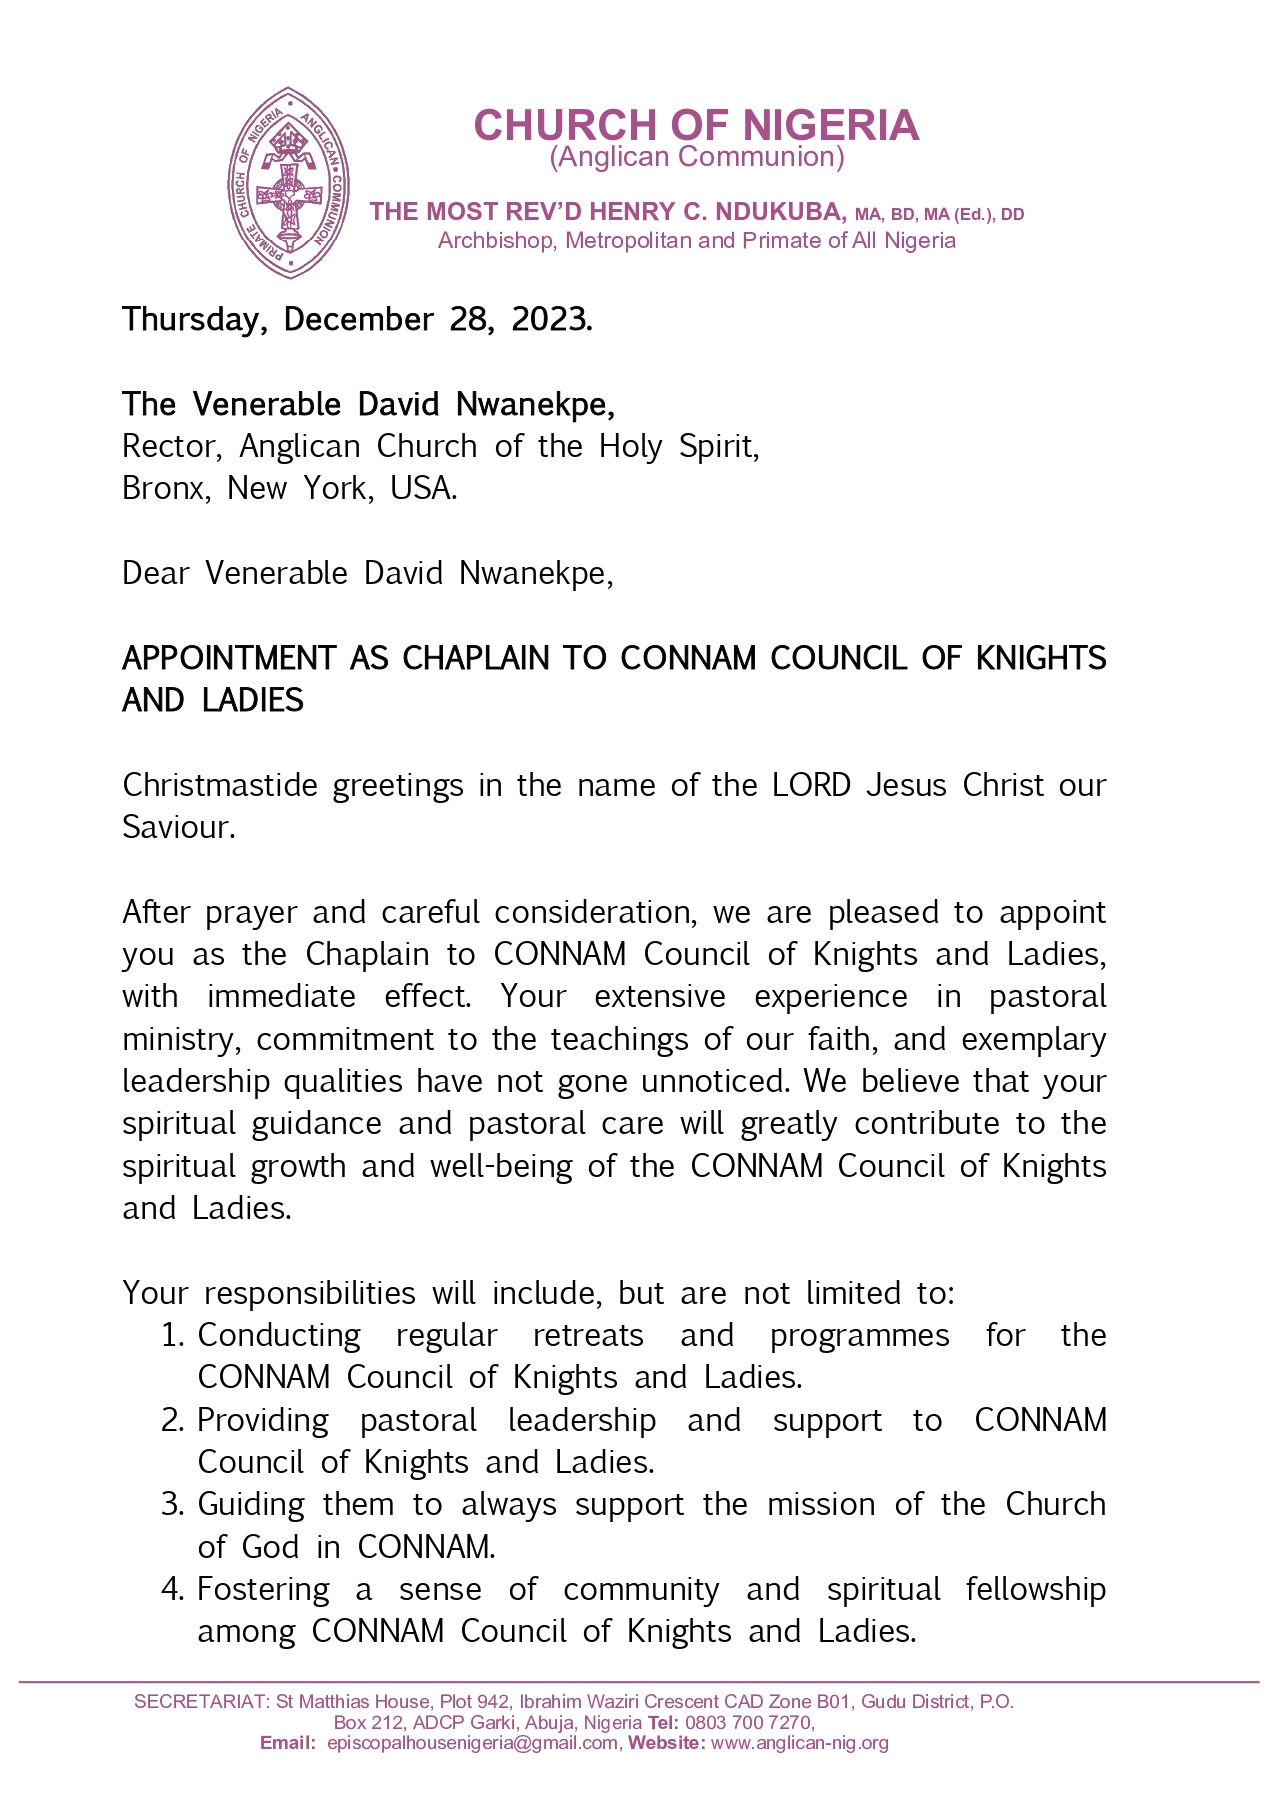 PRIMATE CHURCH OF NIGERIA ANGLICAN COMMUNION
CHURCH OF NIGERIA
(Anglican Communion)
THE MOST REV’D HENRY C. NDUKUBA, MA, BD, MA (Ed.), DD
Archbishop, Metropolitan and Primate of All Nigeria
Thursday, December 28, 2023.
The Venerable David Nwanekpe,
Rector, Anglican Church of the Holy Spirit,
Bronx, New York, USA.
Dear Venerable David Nwanekpe,
APPOINTMENT AS CHAPLAIN TO CONNAM COUNCIL OF KNIGHTS
AND LADIES
Christmastide greetings in the name of the LORD Jesus Christ our
Saviour.
After prayer and careful consideration, we are pleased to appoint
you as the Chaplain to CONNAM Council of Knights and Ladies,
with immediate effect. Your extensive experience in pastoral
ministry, commitment to the teachings of our faith, and exemplary
leadership qualities have not gone unnoticed. We believe that your
spiritual guidance and pastoral care will greatly contribute to the
spiritual growth and well-being of the CONNAM Council of Knights
and Ladies.
Your responsibilities will include, but are not limited to:
1. Conducting regular retreats and programmes for the
CONNAM Council of Knights and Ladies.
2. Providing pastoral leadership and support to CONNAM
Council of Knights and Ladies.
3. Guiding them to always support the mission of the Church
of God in CONNAM.
4. Fostering a sense of community and spiritual fellowship
among CONNAM Council of Knights and Ladies.
SECRETARIAT: St Matthias House, Plot 942, Ibrahim Waziri Crescent CAD Zone B01, Gudu District, P.O.
Box 212, ADCP Garki, Abuja, Nigeria Tel: 0803 700 7270,
Email: episcopalhousenigeria@gmail.com, Website: www.anglican-nig.org